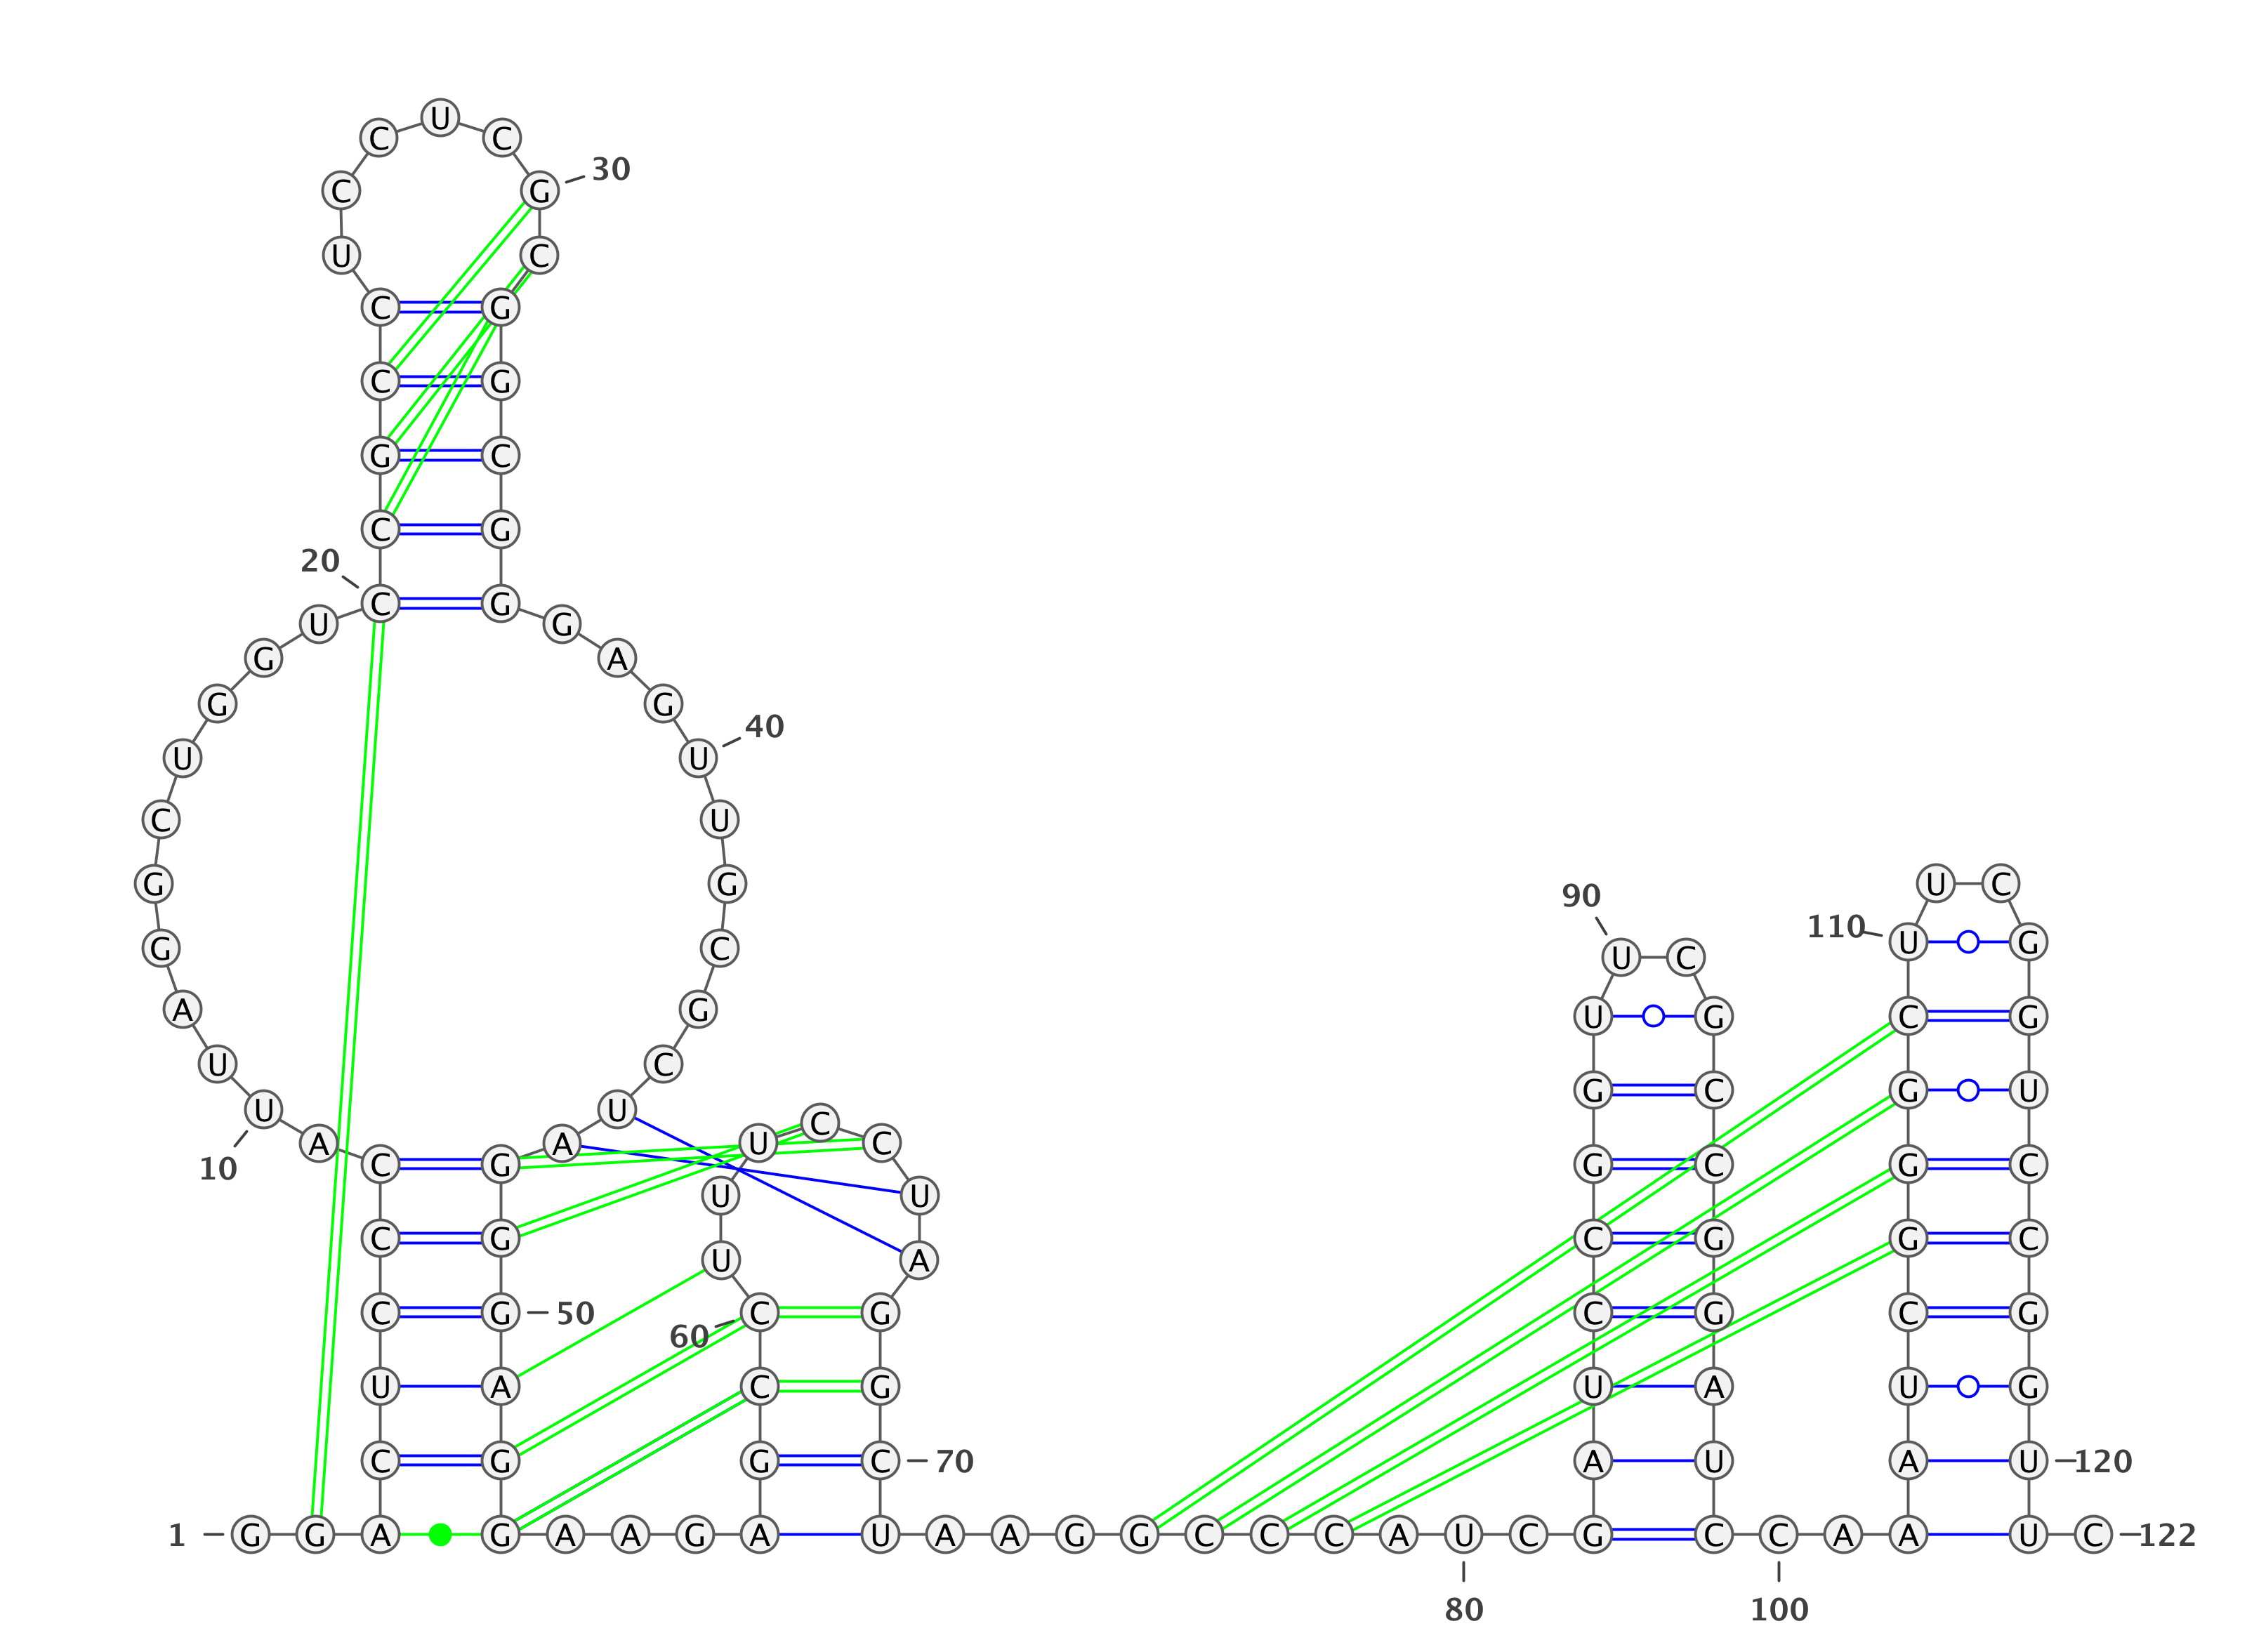 U
C C
30
C G
U C
C G
C G
G C
C G
20
C G
U G
G A
G G
40
U U
C U
G G U C
90
110
U G
G C
U C
A G
U G C G
U C
G C G U
U U
C
A A U C
C G G C G C
10
U U
C G C G G C
U A
C G 50 C G C G C G
60
U A C G U A U G
C G G C 70 A U A U 120
1 G G A G A A G A U A A G G C C C A U C G C C A A U C 122
80 100